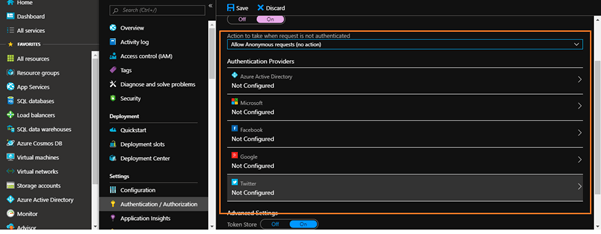 Home
Dashboard
All services
FAVORITES
All resources
Resource groups
App Services
SQL databases
Load balancers
SQL data warehouses
Azure Cosmos DB
Virtual machines
Virtual networks
Storage accounts
Azure Active Directory
Monitor
Advisor
Search (Ctrl+/)
Overview
Activity log
Access control (IAM)
Tags
Diagnose and solve problems
Security
Deployment
Quickstart
Deployment slots
Deployment Center
Settings
Configuration
Authentication / Authorization
Application Insights
Save Discard
Off On
Action to take when request is not authenticated
Allow Anonymous requests (no action)
Authentication Providers
Azure Active Directory
Not Configured
Microsoft
Not Configured
Facebook
Not Configured
Google
Not Configured
Twitter
Not Configured
Advanced Settings
Token Store Off On